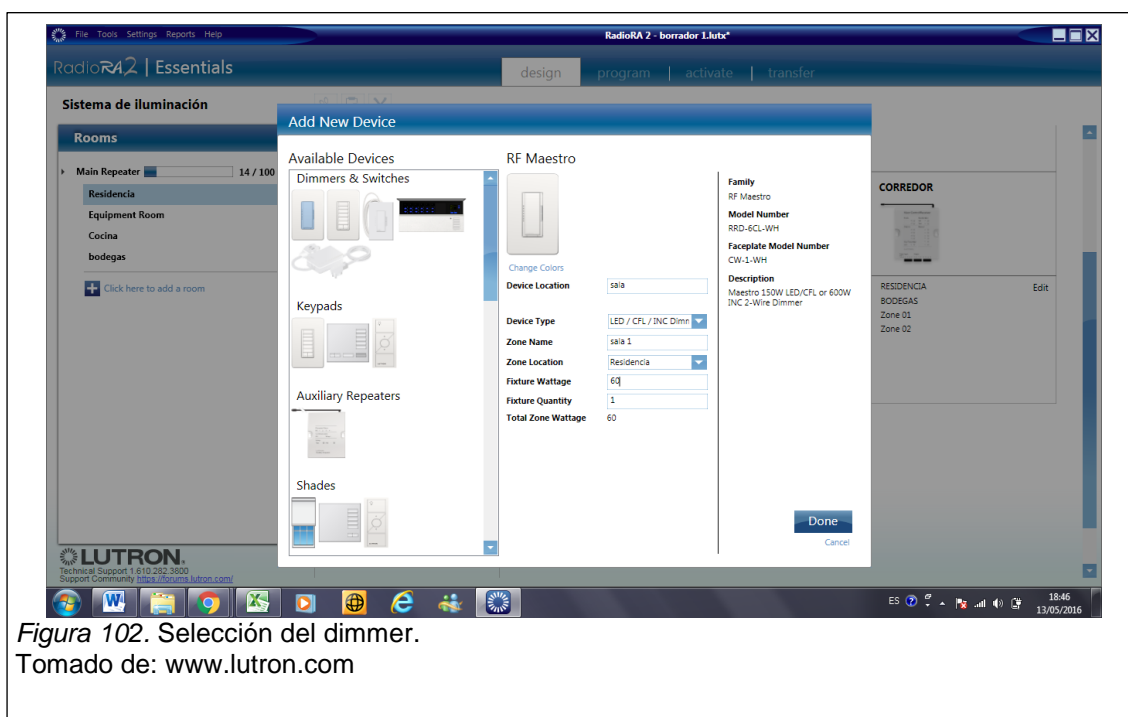 File Tools Settings Reports Help
RadioRA 2 - borrador 1.lutx*
RadioRA2 | Essentials
design program | activate | transfer
Sistema de iluminación
Rooms
Main Repeater 14 / 100
Residencia
Equipment Room
Cocina
bodegas
Click here to add a room
Add New Device
Available Devices
Dimmers & Switches
Keypads
Auxiliary Repeaters
Shades
RF Maestro
Change Colors
Device Location sala
Device Type LED / CFL / INC Dimn
Zone Name sala 1
Zone Location Residencia
Fixture Wattage 60
Fixture Quantity 1
Total Zone Wattage 60
Family
RF Maestro
Model Number
RRD-6CL-WH
Faceplate Model Number
CW-1-WH
Description
Maestro 150W LED/CFL or 600W
INC 2-Wire Dimmer
Done
Cancel
CORREDOR
RESIDENCIA Edit
BODEGAS
Zone 01
Zone 02
LUTRON.
Technical Support 1.610.282.3800
Support Community https://forums.lutron.com/
ES 18:46
13/05/2016
Figura 102. Selección del dimmer.
Tomado de: www.lutron.com